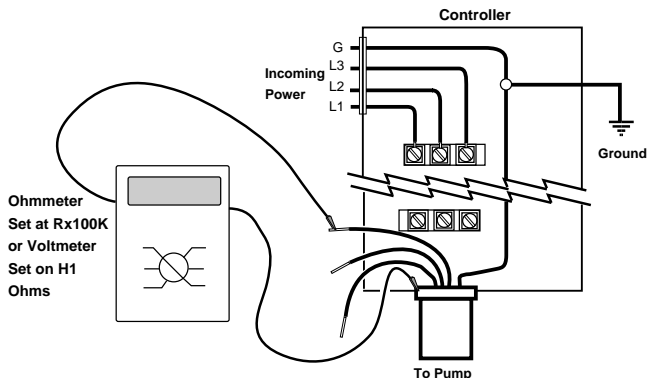 Controller
G
L3
L2
L1
Incoming
Power
Ground
Ohmmeter
Set at Rx100K
or Voltmeter
Set on H1
Ohms
To Pump